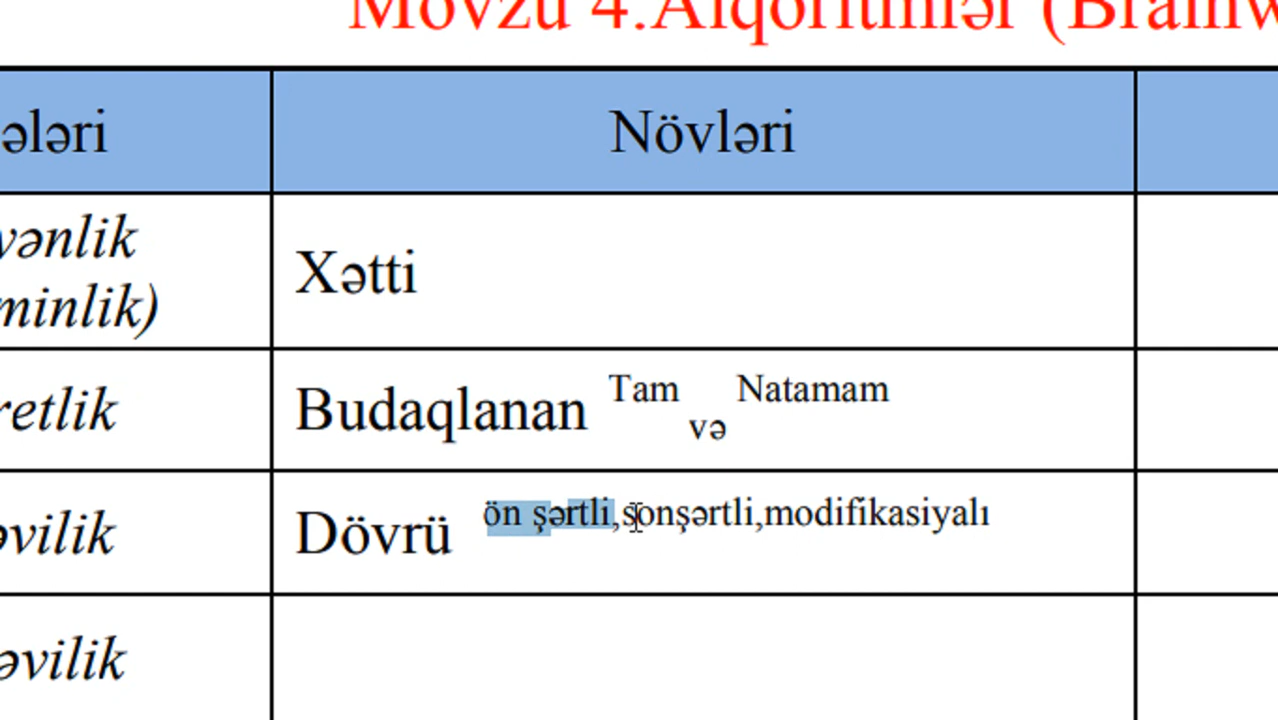 Mövzu 4.Alqoritmlər (Brainw
ələri
Növləri
vənlik
minlik)
Xətti
retlik
Budaqlanan Tam və Natamam
əvilik
Dövrü ön şərtli,sonşərtli,modifikasiyalı
əvilik